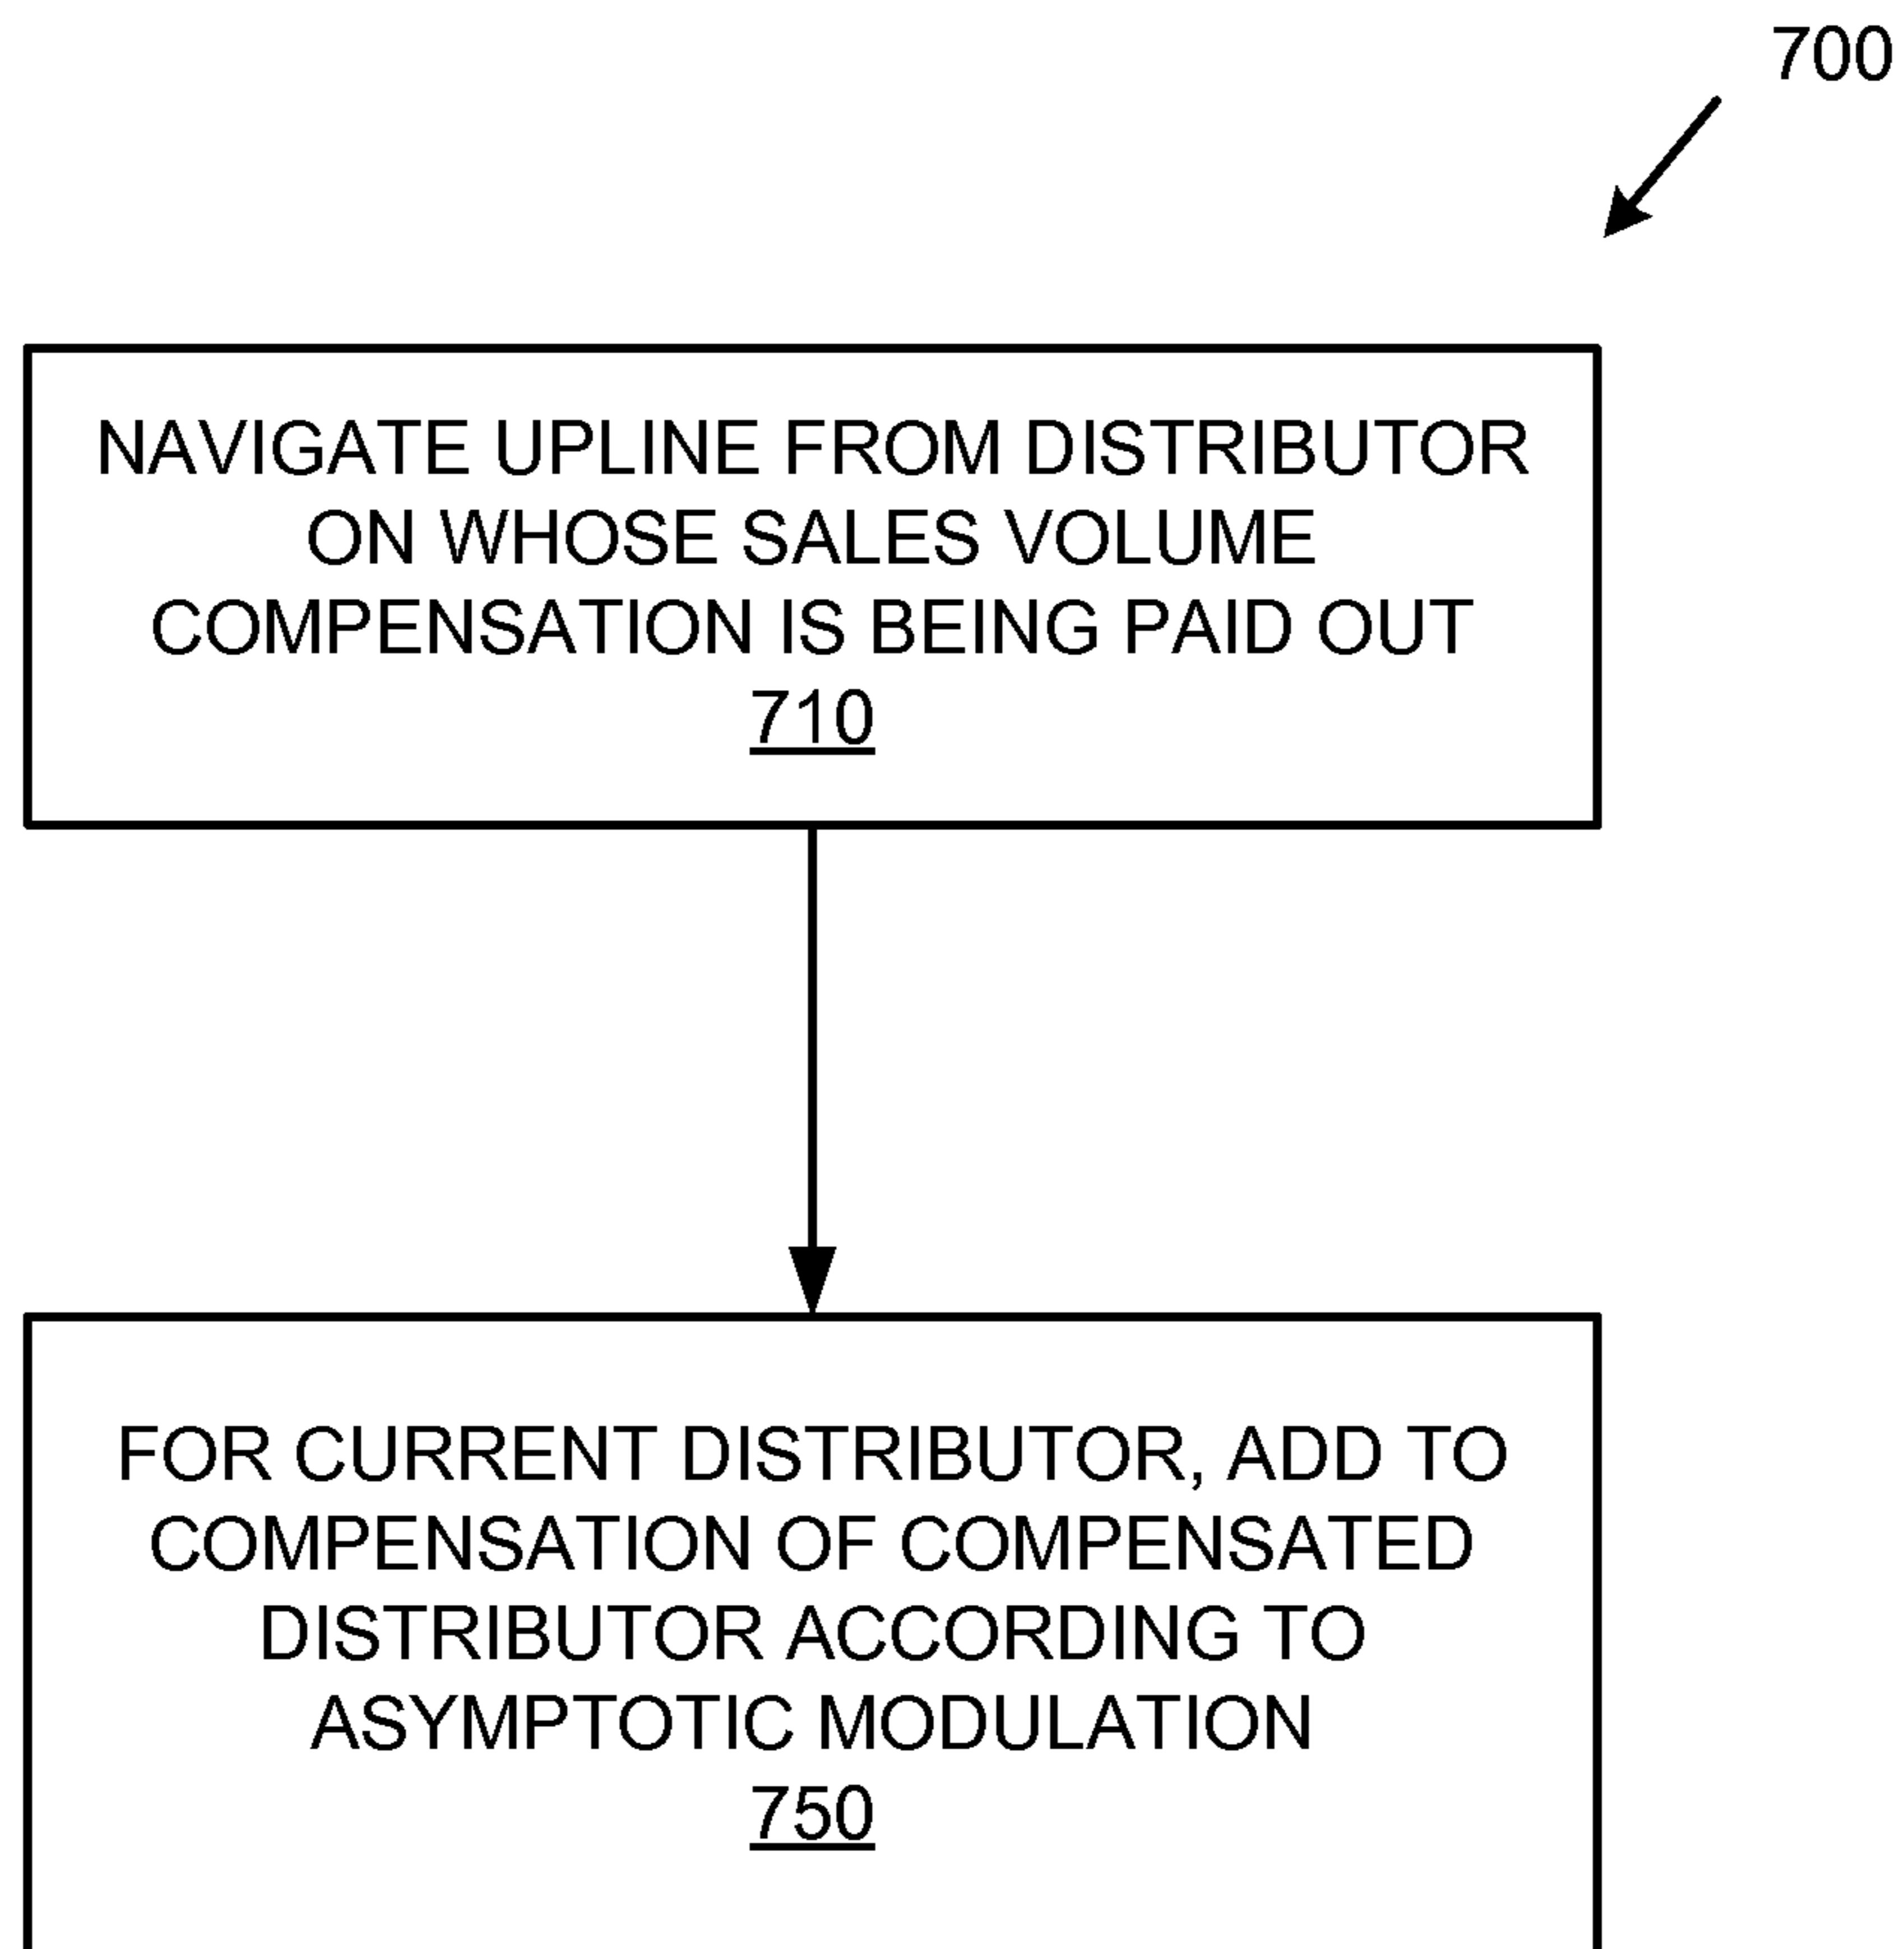 700
NAVIGATE UPLINE FROM DISTRIBUTOR
ON WHOSE SALES VOLUME
COMPENSATION IS BEING PAID OUT
710
FOR CURRENT DISTRIBUTOR, ADD TO
COMPENSATION OF COMPENSATED
DISTRIBUTOR ACCORDING TO
ASYMPTOTIC MODULATION
750